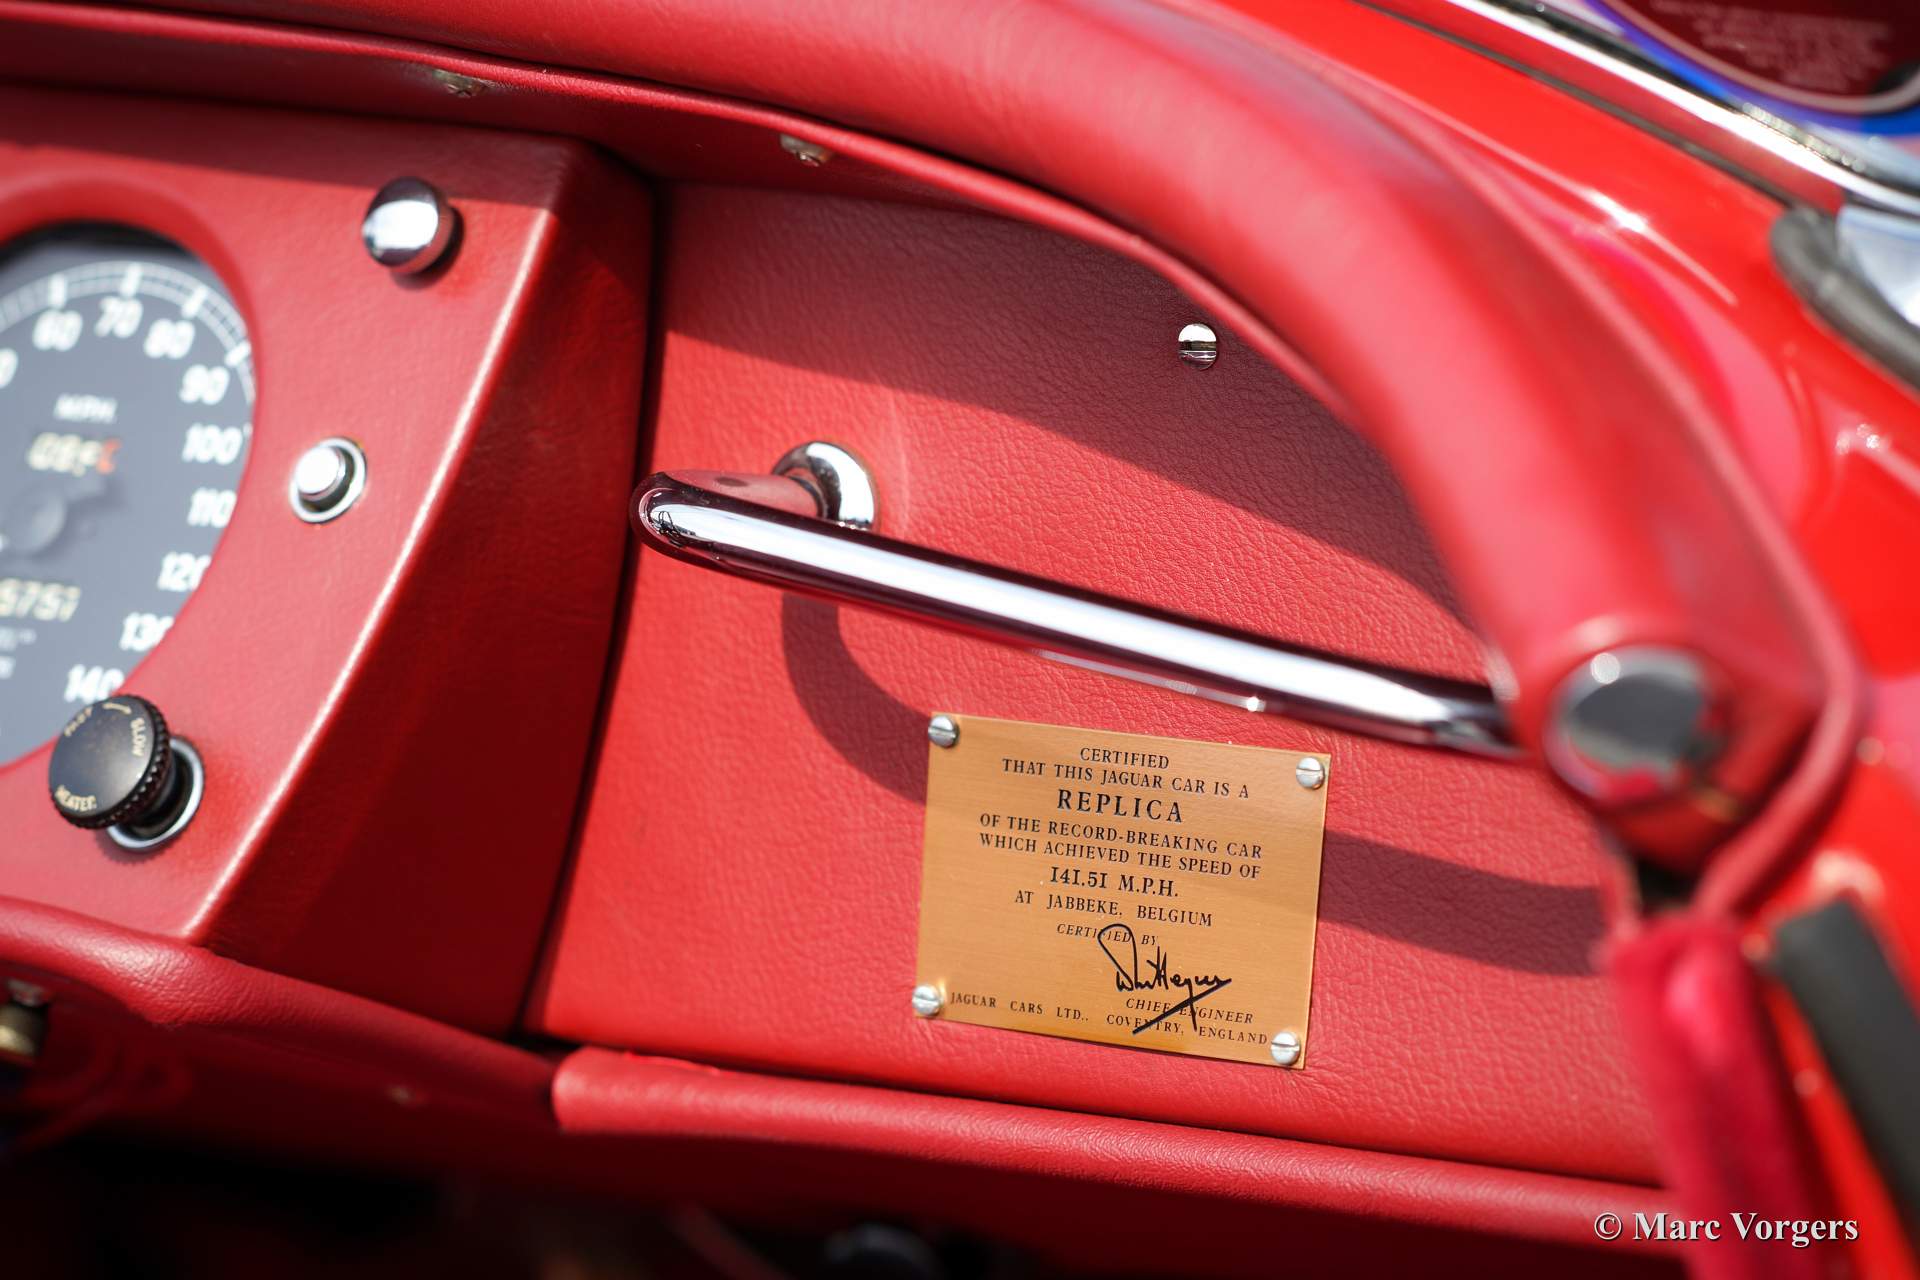 60 70 80
90
M.P.H.
100
110
120
5751
130
140
SLOW
HEATER
CERTIFIED
THAT THIS JAGUAR CAR IS A
REPLICA
OF THE RECORD-BREAKING CAR
WHICH ACHIEVED THE SPEED OF
141.51 M.P.H.
AT JABBEKE, BELGIUM
CERTIFIED BY
CHIEF ENGINEER
JAGUAR CARS LTD., COVENTRY, ENGLAND
© Marc Vorgers